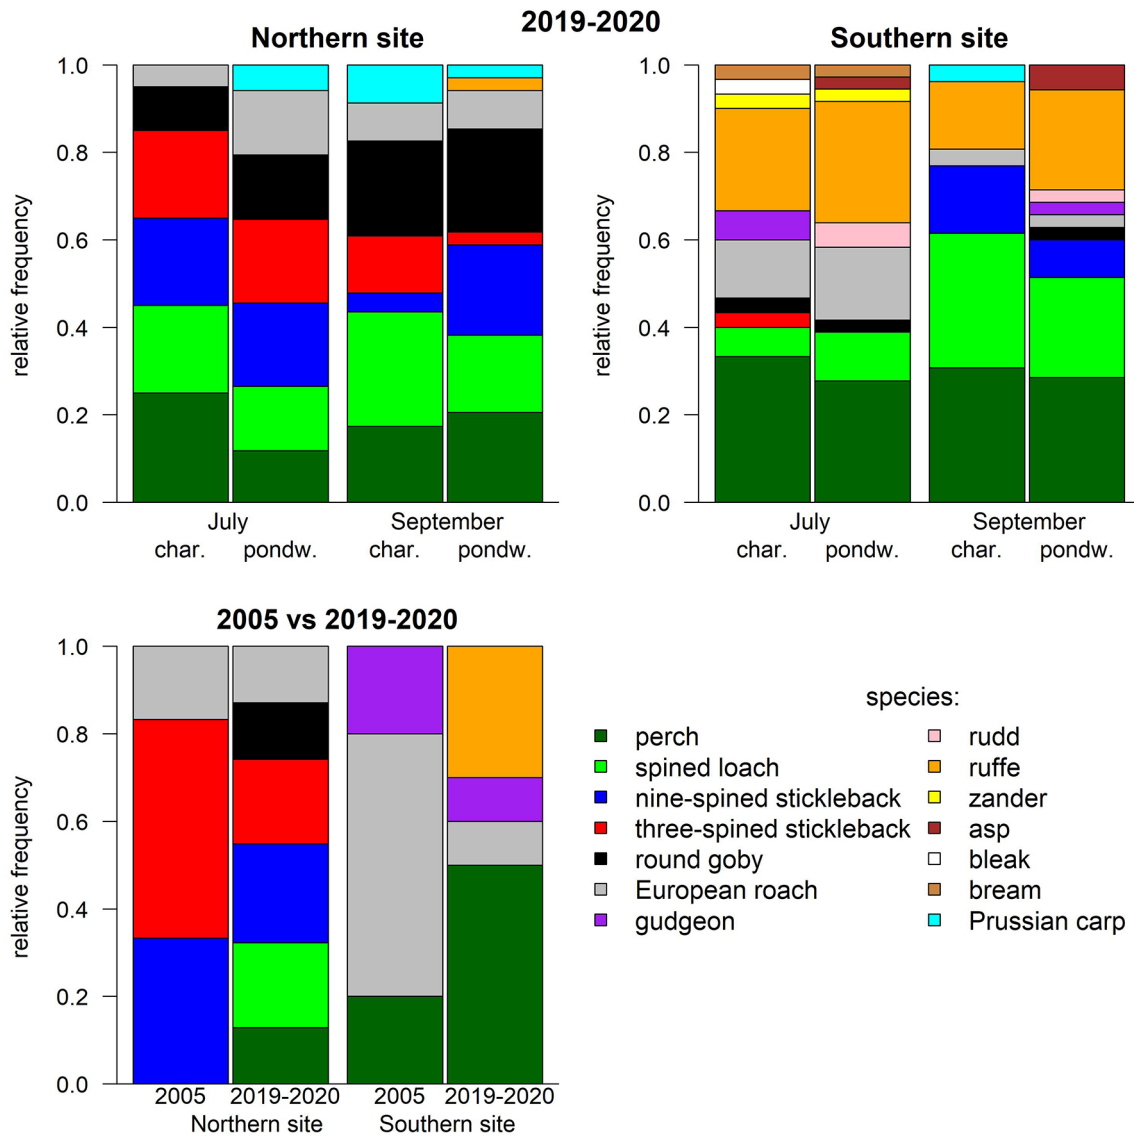 2019-2020
Northern site
Southern site
1.0
0.8
0.6
0.4
0.2
0.0
relative frequency
July
September
char.
pondw.
char.
pondw.
1.0
0.8
0.6
0.4
0.2
0.0
relative frequency
July
September
char.
pondw.
char.
pondw.
2005 vs 2019-2020
1.0
0.8
0.6
0.4
0.2
0.0
relative frequency
2005
2019-2020
2005
2019-2020
Northern site
Southern site
species:
perch
spined loach
nine-spined stickleback
three-spined stickleback
round goby
European roach
gudgeon
rudd
ruffe
zander
asp
bleak
bream
Prussian carp